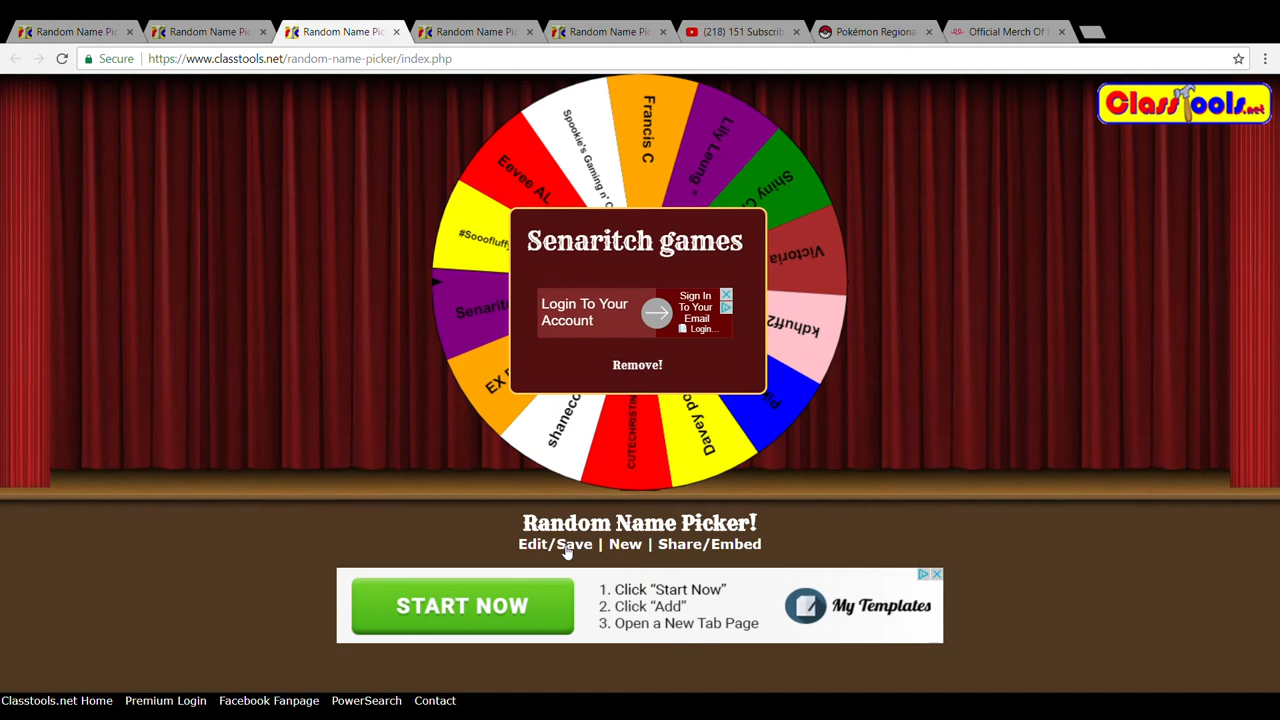 Random Name Pic
Random Name Pic
Random Name Pic
Random Name Pic
Random Name Pic
(218) 151 Subscrib
Pokémon Regiona
Official Merch Of
Secure
https://www.classtools.net/random-name-picker/index.php
ClassTools.net
Francis C
Lily Leung *
Spookie's Gaming n' C
Shiny C
Eevee AL
Victoria
#Sooofluffy
kdhuff2
Senarit
EX
shanec
CUTECHRISTIN
Davey po
Senaritch games
Login To Your
Account
Sign In
To Your
Email
Login...
Remove!
Random Name Picker!
Edit/Save | New | Share/Embed
START NOW
1. Click “Start Now”
2. Click “Add”
3. Open a New Tab Page
My Templates
Classtools.net Home
Premium Login
Facebook Fanpage
PowerSearch
Contact